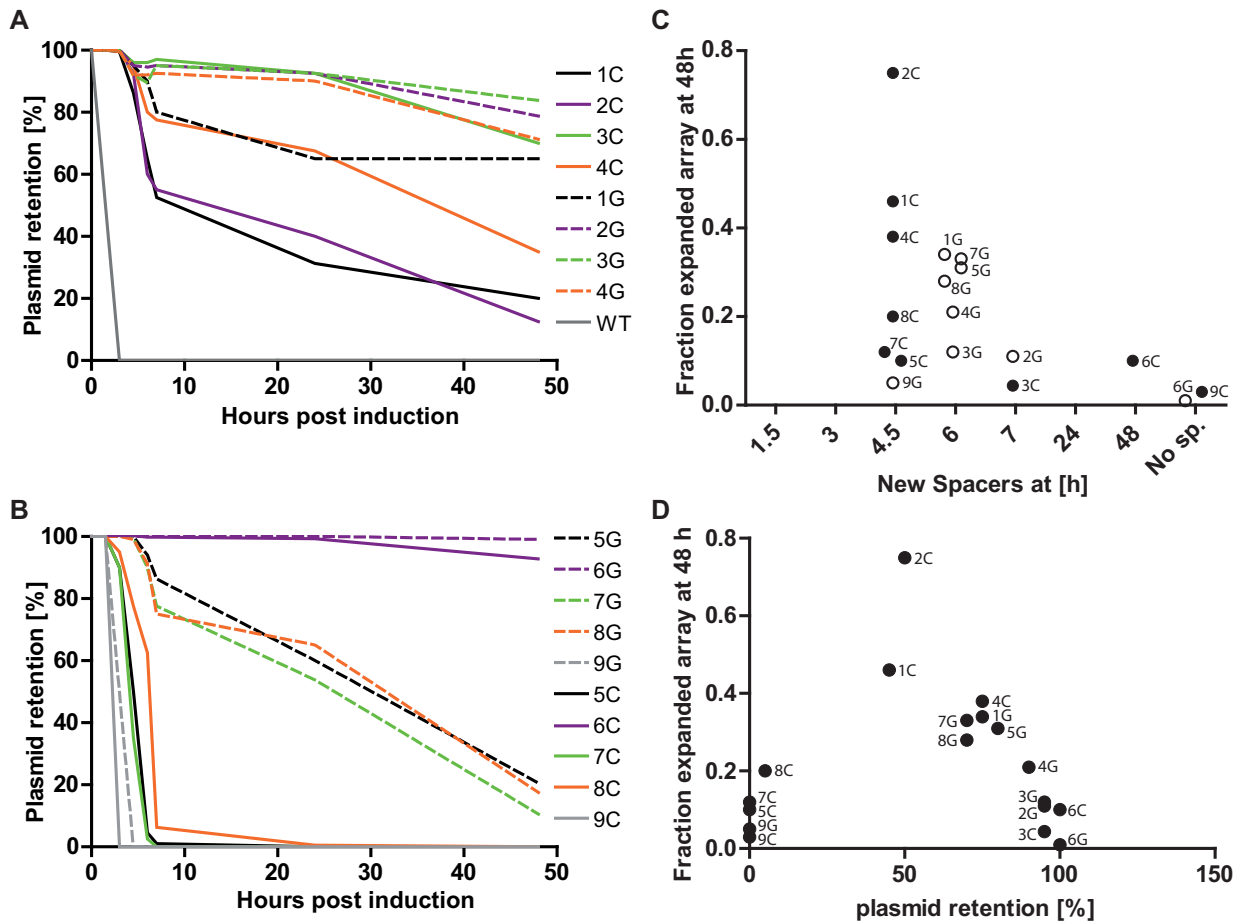 A
Plasmid retention [%]
100
80
60
40
20
0
0
10
20
30
40
50
Hours post induction
1C
2C
3C
4C
1G
2G
3G
4G
WT
B
Plasmid retention [%]
100
80
60
40
20
0
0
10
20
30
40
50
Hours post induction
5G
6G
7G
8G
9G
5C
6C
7C
8C
9C
C
Fraction expanded array at 48h
0.8
0.6
0.4
0.2
0.0
2C
1C
4C
8C
7C
5C
9G
1G
7G
5G
8G
4G
3G
2G
3C
6C
6G
9C
1.5
3
4.5
6
7
24
48
No sp.
New Spacers at [h]
D
Fraction expanded array at 48 h
0.8
0.6
0.4
0.2
0.0
2C
1C
4C
7G
1G
5G
8G
4G
8C
7C
5C
9G
9C
3G
2G
6C
3C
6G
0
50
100
150
plasmid retention [%]